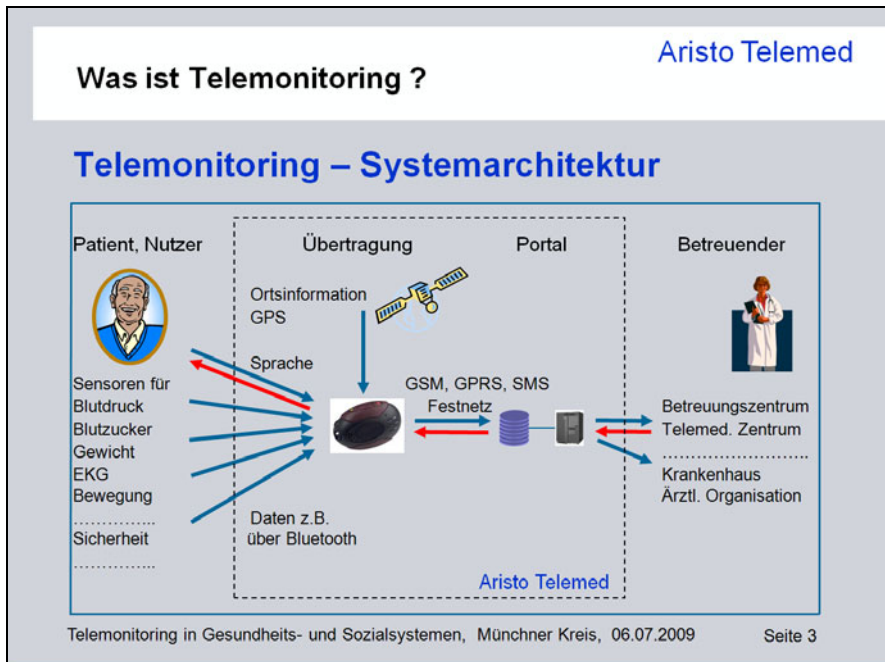 Aristo Telemed
Was ist Telemonitoring ?
Telemonitoring – Systemarchitektur
Patient, Nutzer
Übertragung
Portal
Betreuender
Ortsinformation
GPS
Sprache
Sensoren für
Blutdruck
Blutzucker
Gewicht
EKG
Bewegung
……………..
Sicherheit
……………..
GSM, GPRS, SMS
Festnetz
Daten z.B.
über Bluetooth
Betreuungszentrum
Telemed. Zentrum
……………………….
Krankenhaus
Ärztl. Organisation
Aristo Telemed
Telemonitoring in Gesundheits- und Sozialsystemen, Münchner Kreis, 06.07.2009
Seite 3